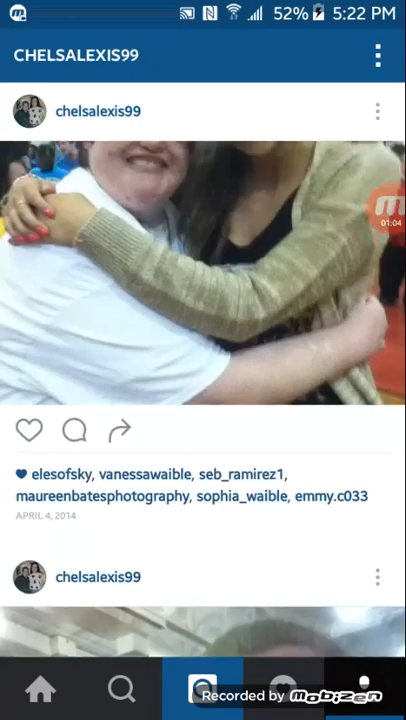 52% 5:22 PM
CHELSALEXIS99
chelsalexis99
01:04
elesofsky, vanessawaible, seb_ramirez1,
maureenbatesphotography, sophia_waible, emmy.c033
APRIL 4, 2014
chelsalexis99
Recorded by Mobizen